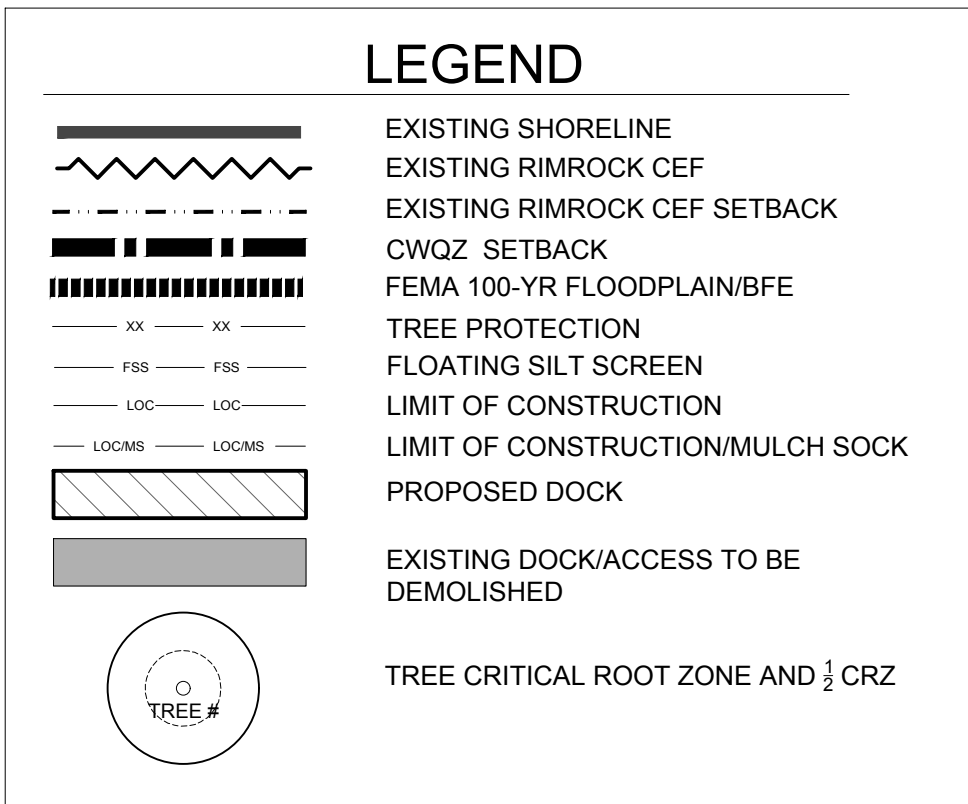 LEGEND
EXISTING SHORELINE
EXISTING RIMROCK CEF
EXISTING RIMROCK CEF SETBACK
CWQZ SETBACK
FEMA 100-YR FLOODPLAIN/BFE
XX XX TREE PROTECTION
FSS FSS FLOATING SILT SCREEN
LOC LOC LIMIT OF CONSTRUCTION
LOC/MS LOC/MS LIMIT OF CONSTRUCTION/MULCH SOCK
PROPOSED DOCK
EXISTING DOCK/ACCESS TO BE
DEMOLISHED
TREE CRITICAL ROOT ZONE AND ½ CRZ
TREE #